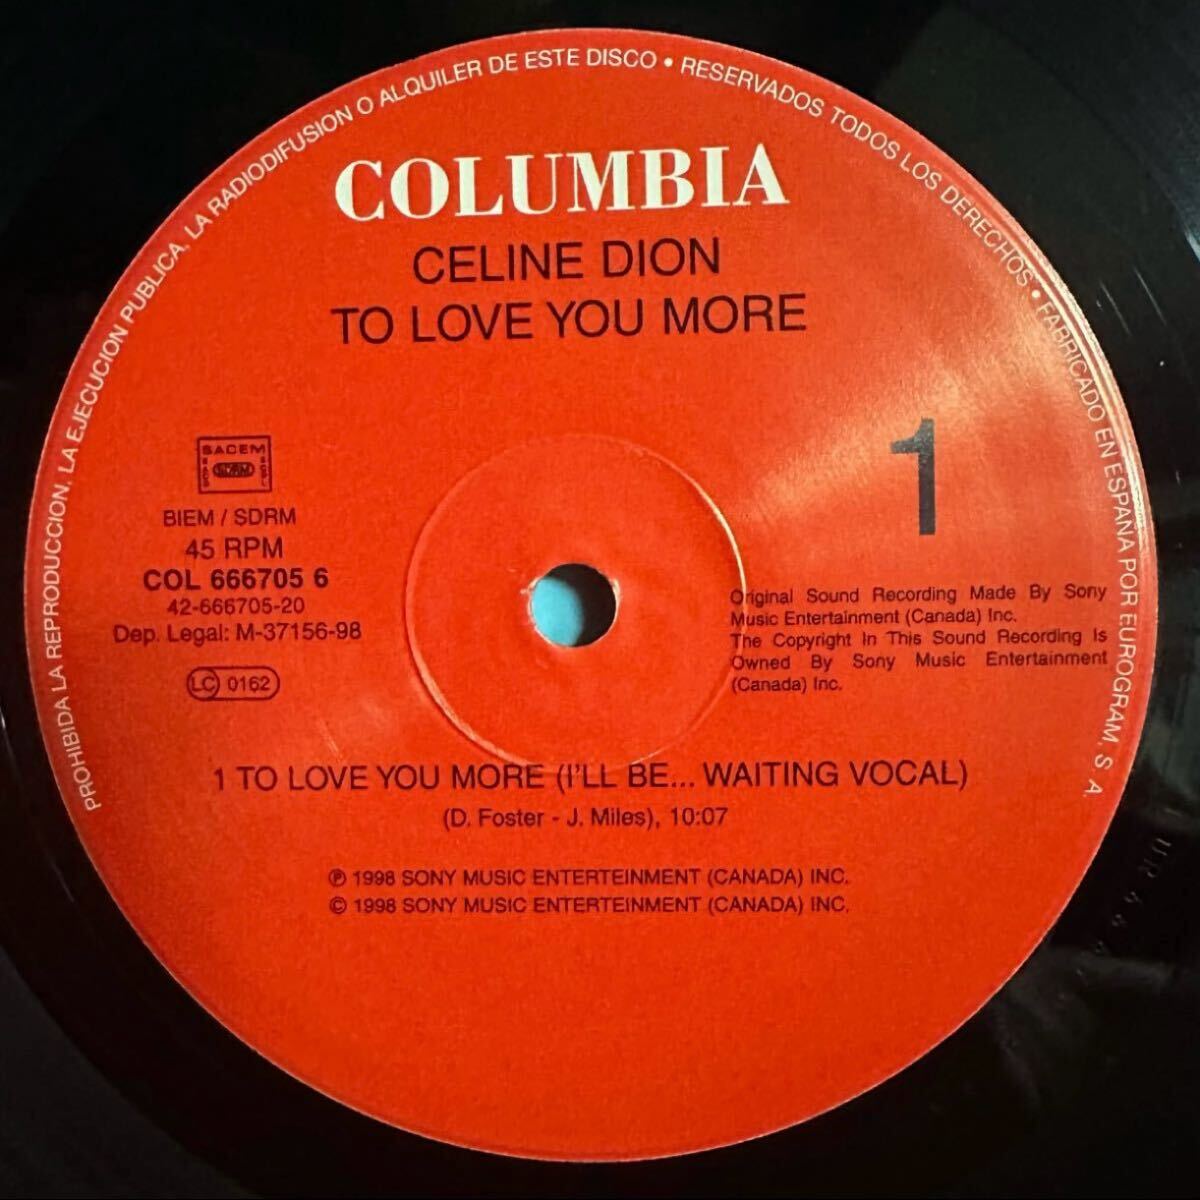 PROHIBIDA LA REPRODUCCION, LA EJECUCION PUBLICA, LA RADIODIFUSION O ALQUILER DE ESTE DISCO • RESERVADOS TODOS LOS DERECHOS • FABRICADO EN ESPAÑA POR EUROGRAM, S. A.
COLUMBIA
CELINE DION
TO LOVE YOU MORE
1
SACEM
SDRM
BIEM / SDRM
45 RPM
COL 666705 6
42-666705-20
Dep. Legal: M-37156-98
LC 0162
Original Sound Recording Made By Sony
Music Entertainment (Canada) Inc.
The Copyright In This Sound Recording Is
Owned By Sony Music Entertainment
(Canada) Inc.
1 TO LOVE YOU MORE (I'LL BE... WAITING VOCAL)
(D. Foster - J. Miles), 10:07
℗ 1998 SONY MUSIC ENTERTEINMENT (CANADA) INC.
© 1998 SONY MUSIC ENTERTEINMENT (CANADA) INC.